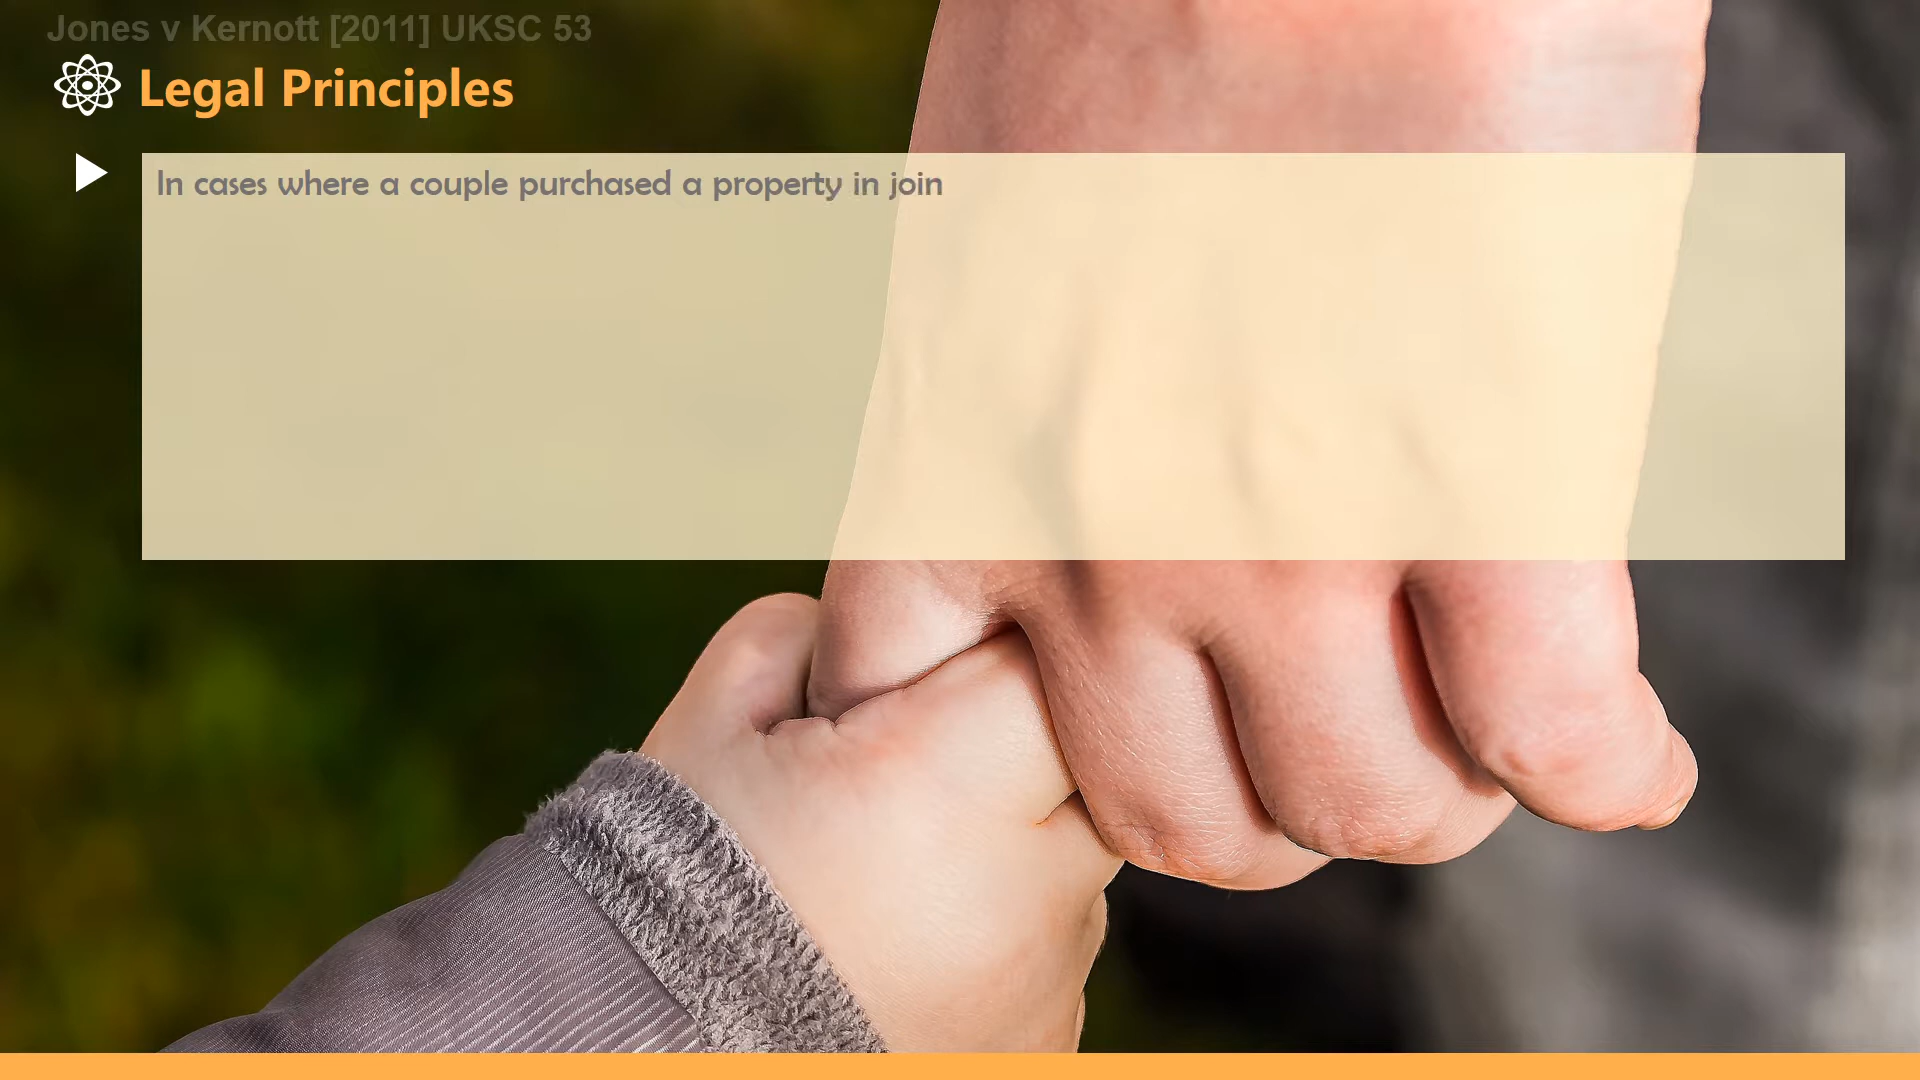 Jones v Kernott [2011] UKSC 53
Legal Principles
In cases where a couple purchased a property in join